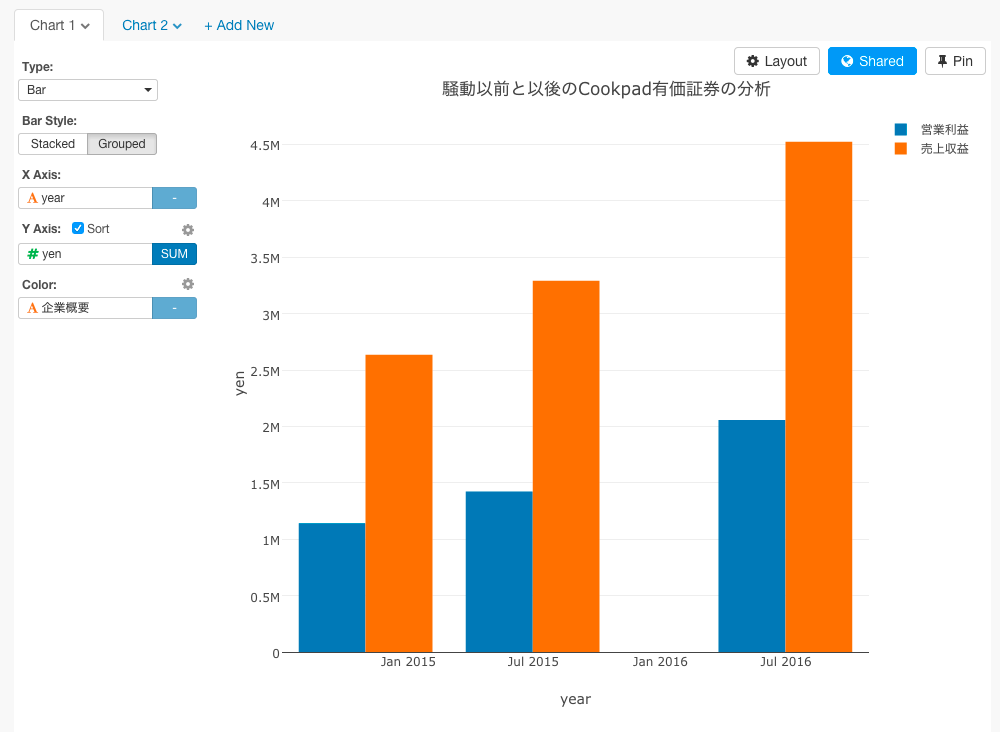 Chart 1
Chart 2
+ Add New
Layout
Shared
Pin
Type:
Bar
Bar Style:
Stacked
Grouped
X Axis:
A year
-
Y Axis:
Sort
# yen
SUM
Color:
A 企業概要
-
騒動以前と以後のCookpad有価証券の分析
営業利益
売上収益
4.5M
4M
3.5M
3M
2.5M
2M
1.5M
1M
0.5M
0
yen
Jan 2015
Jul 2015
Jan 2016
Jul 2016
year